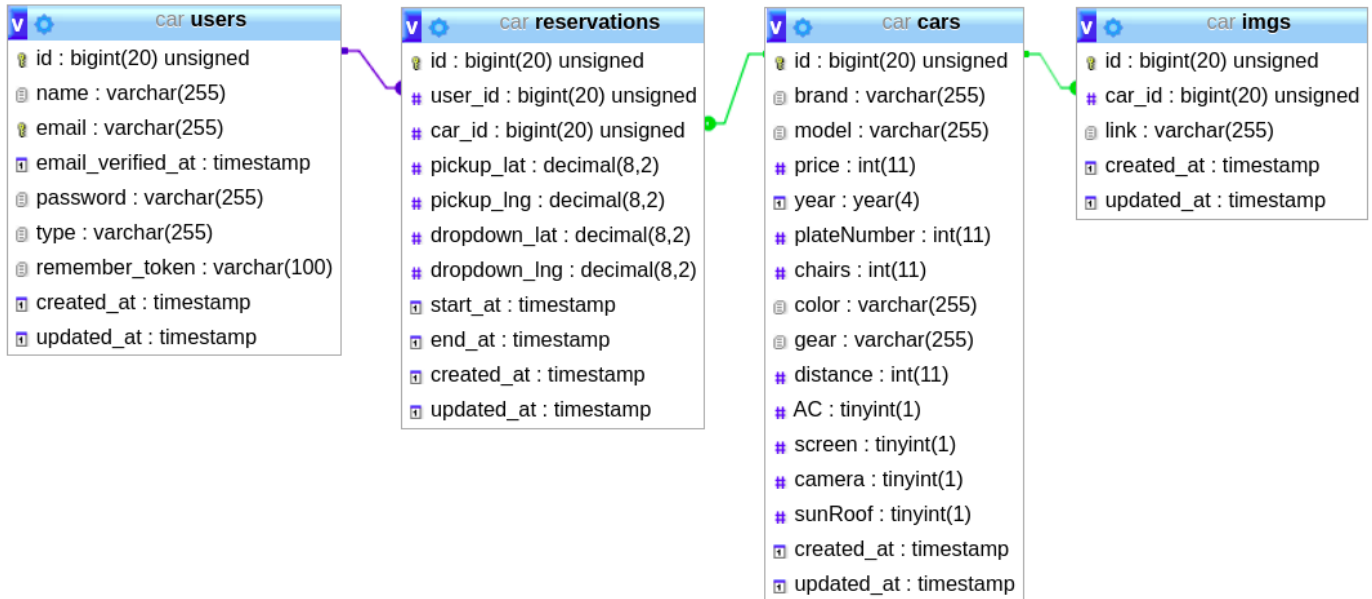 v car users
id : bigint(20) unsigned
name : varchar(255)
email : varchar(255)
email_verified_at : timestamp
password : varchar(255)
type : varchar(255)
remember_token : varchar(100)
created_at : timestamp
updated_at : timestamp
v car reservations
id : bigint(20) unsigned
# user_id : bigint(20) unsigned
# car_id : bigint(20) unsigned
# pickup_lat : decimal(8,2)
# pickup_lng : decimal(8,2)
# dropdown_lat : decimal(8,2)
# dropdown_lng : decimal(8,2)
start_at : timestamp
end_at : timestamp
created_at : timestamp
updated_at : timestamp
v car cars
id : bigint(20) unsigned
brand : varchar(255)
model : varchar(255)
# price : int(11)
year : year(4)
# plateNumber : int(11)
# chairs : int(11)
color : varchar(255)
gear : varchar(255)
# distance : int(11)
# AC : tinyint(1)
# screen : tinyint(1)
# camera : tinyint(1)
# sunRoof : tinyint(1)
created_at : timestamp
updated_at : timestamp
v car imgs
id : bigint(20) unsigned
# car_id : bigint(20) unsigned
link : varchar(255)
created_at : timestamp
updated_at : timestamp